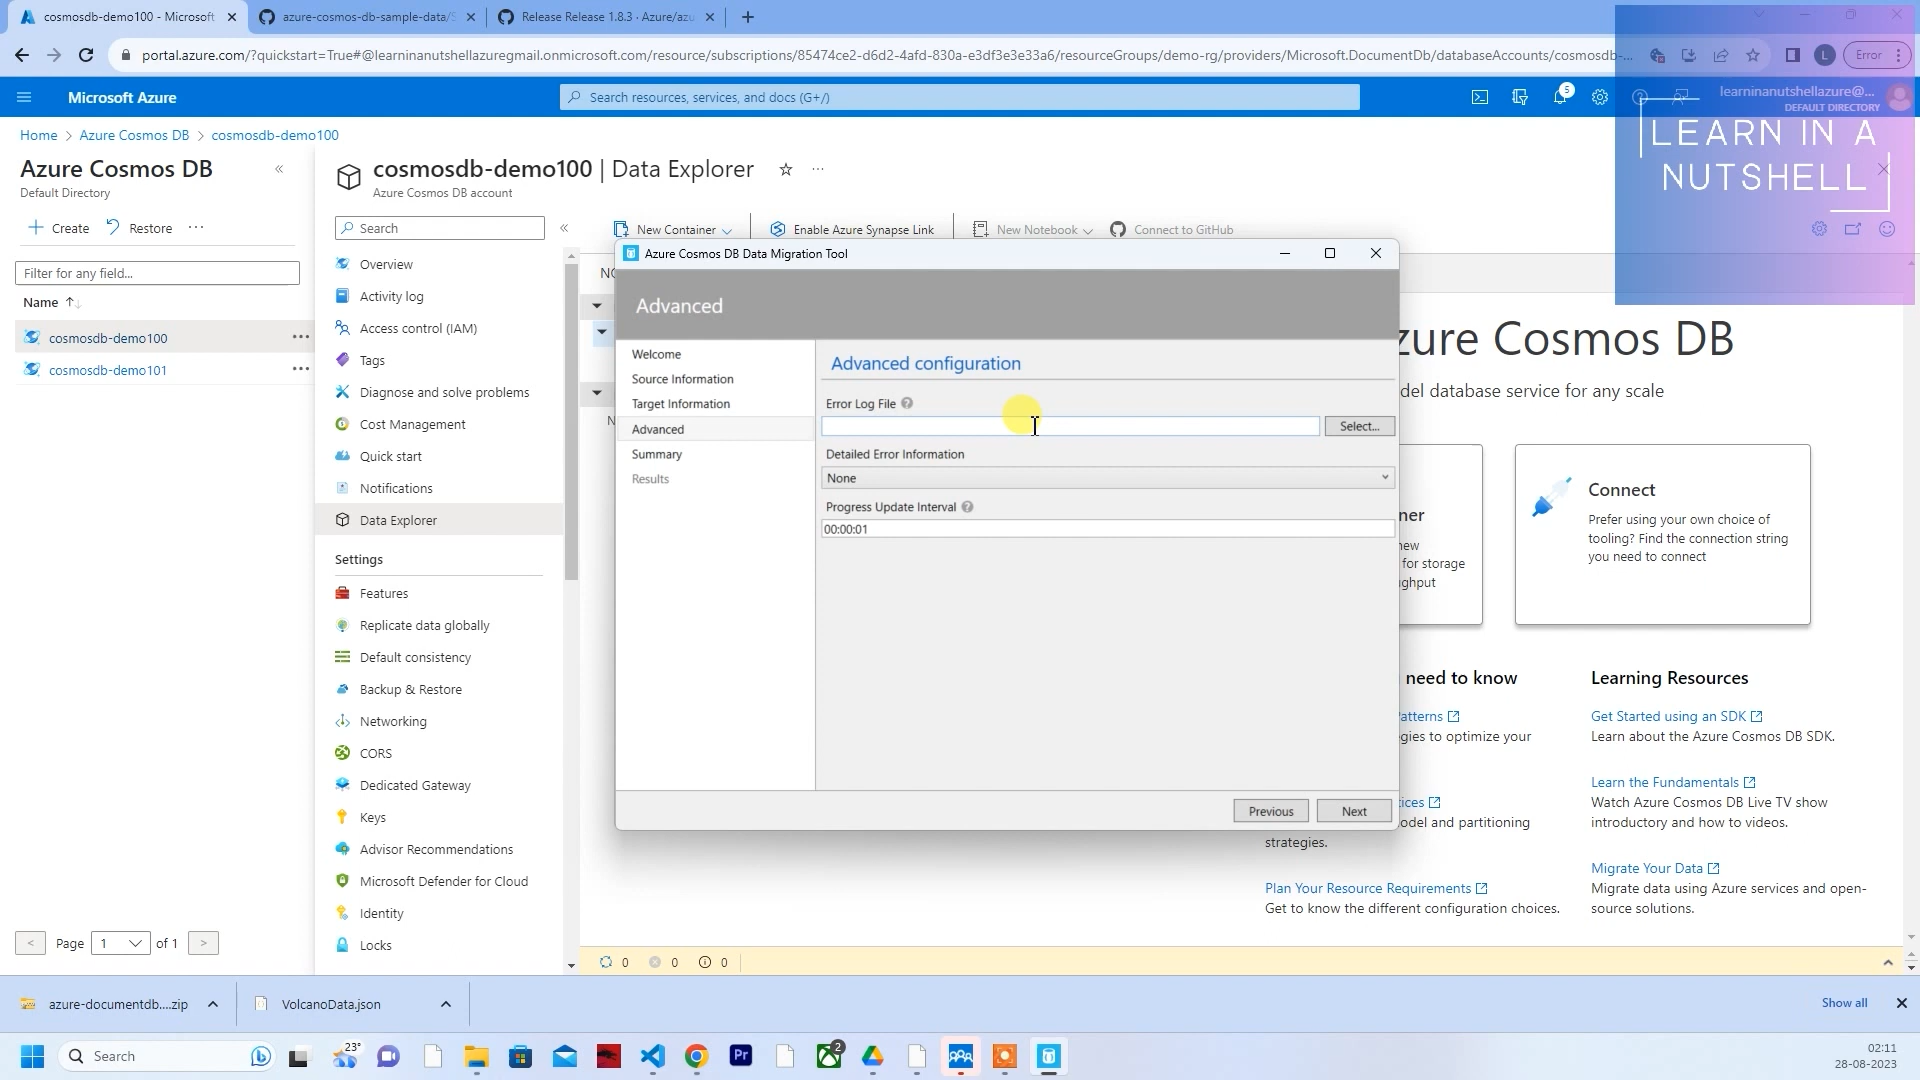 cosmosdb-demo100 - Microsoft
azure-cosmos-db-sample-data/S
Release Release 1.8.3 · Azure/azu
portal.azure.com/?quickstart=True#@learninanutshellazuregmail.onmicrosoft.com/resource/subscriptions/85474ce2-d6d2-4afd-830a-e3df3e3e33a6/resourceGroups/demo-rg/providers/Microsoft.DocumentDb/databaseAccounts/cosmosdb-...
L
Error
Microsoft Azure
Search resources, services, and docs (G+/)
5
learninanutshellazure@...
DEFAULT DIRECTORY
LEARN IN A
NUTSHELL
Home > Azure Cosmos DB > cosmosdb-demo100
Azure Cosmos DB
Default Directory
Create
Restore
Filter for any field...
Name
cosmosdb-demo100
cosmosdb-demo101
< Page 1 of 1 >
cosmosdb-demo100 | Data Explorer
Azure Cosmos DB account
Search
Overview
Activity log
Access control (IAM)
Tags
Diagnose and solve problems
Cost Management
Quick start
Notifications
Data Explorer
Settings
Features
Replicate data globally
Default consistency
Backup & Restore
Networking
CORS
Dedicated Gateway
Keys
Advisor Recommendations
Microsoft Defender for Cloud
Identity
Locks
New Container
Enable Azure Synapse Link
New Notebook
Connect to GitHub
Azure Cosmos DB Data Migration Tool
Advanced
Welcome
Source Information
Target Information
Advanced
Summary
Results
Advanced configuration
Error Log File
Select...
Detailed Error Information
None
Progress Update Interval
00:00:01
Previous
Next
zure Cosmos DB
del database service for any scale
ner
new
for storage
ughput
Connect
Prefer using your own choice of
tooling? Find the connection string
you need to connect
need to know
atterns
gies to optimize your
ices
odel and partitioning
strategies.
Plan Your Resource Requirements
Get to know the different configuration choices.
Learning Resources
Get Started using an SDK
Learn about the Azure Cosmos DB SDK.
Learn the Fundamentals
Watch Azure Cosmos DB Live TV show
introductory and how to videos.
Migrate Your Data
Migrate data using Azure services and open-
source solutions.
0 0 0
azure-documentdb....zip
VolcanoData.json
Show all
Search
23°
Pr
2
02:11
28-08-2023